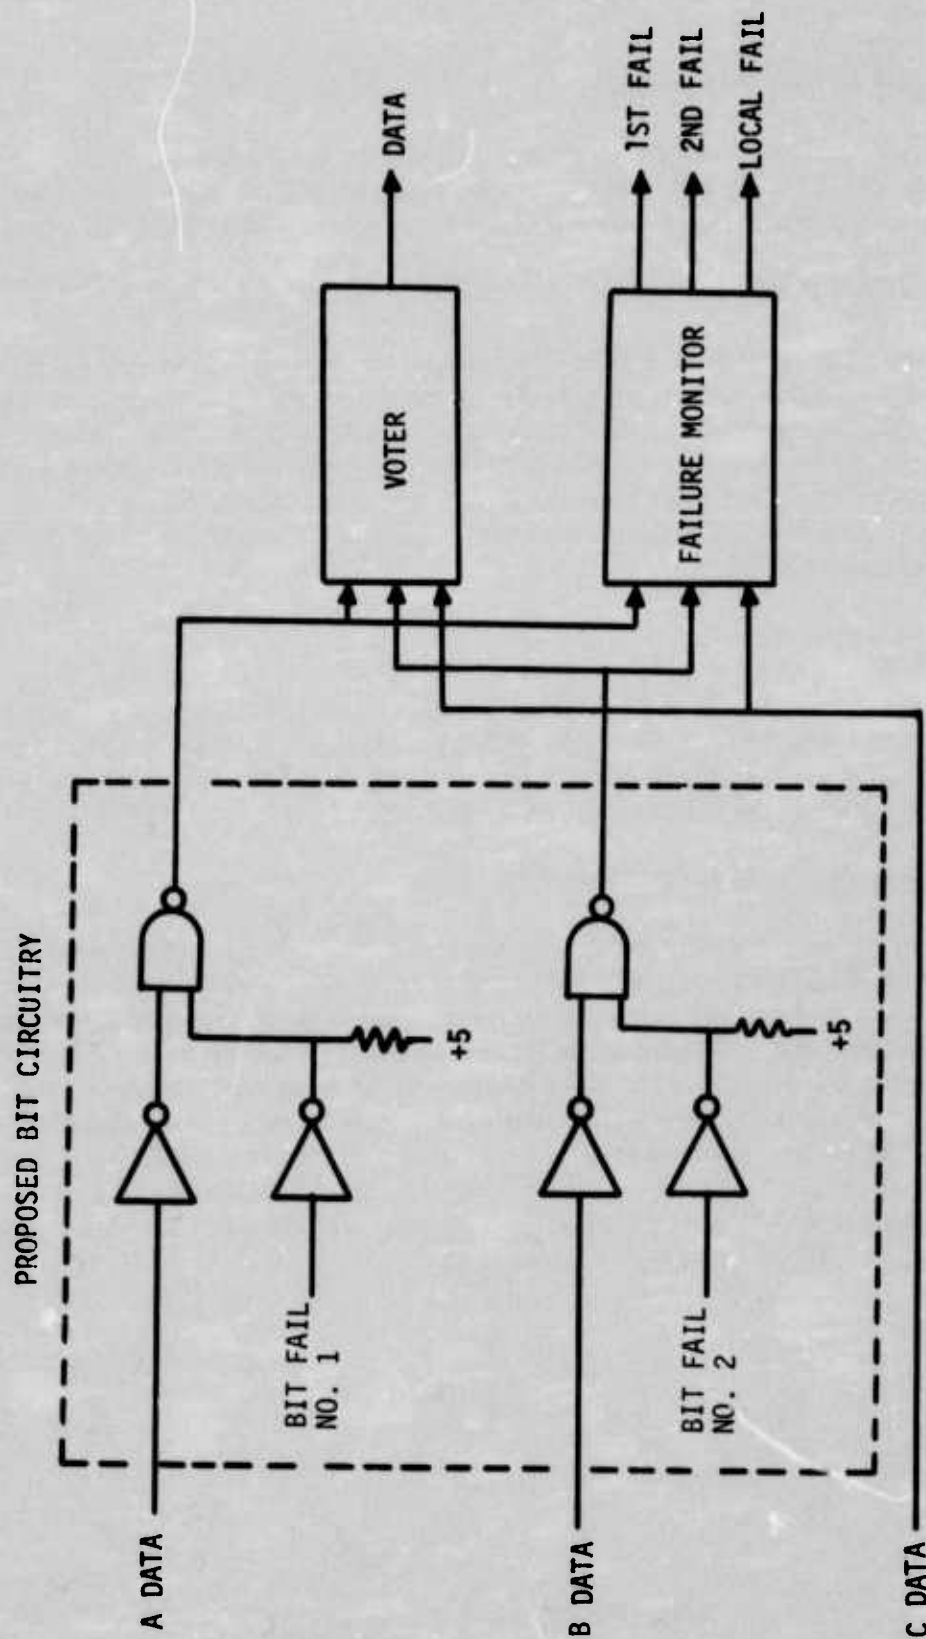 PROPOSED BIT CIRCUITRY
A DATA
BIT FAIL
NO. 1
+5
B DATA
BIT FAIL
NO. 2
+5
C DATA
VOTER
DATA
FAILURE MONITOR
1ST FAIL
2ND FAIL
LOCAL FAIL